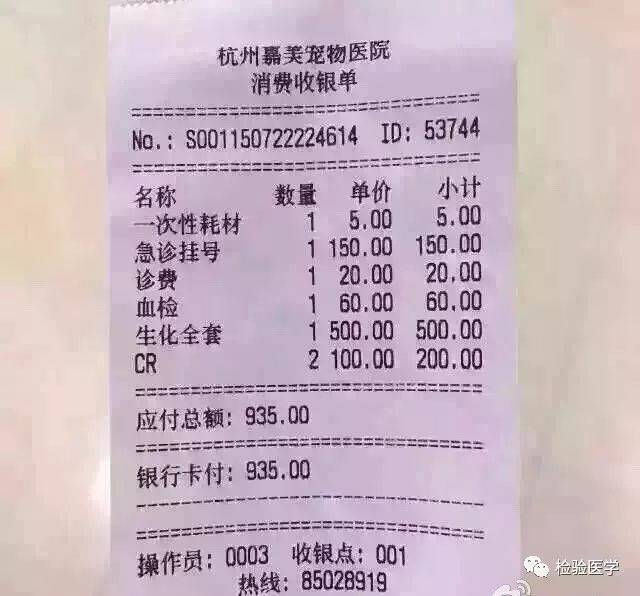 杭州嘉美宠物医院
消费收银单
================================
No.: S001150722224614 ID: 53744
================================
名称 数量 单价 小计
一次性耗材 1 5.00 5.00
急诊挂号 1 150.00 150.00
诊费 1 20.00 20.00
血检 1 60.00 60.00
生化全套 1 500.00 500.00
CR 2 100.00 200.00
================================
应付总额: 935.00
================================
银行卡付: 935.00
--------------------------------
================================
操作员: 0003 收银点: 001
热线: 85028919
检验医学